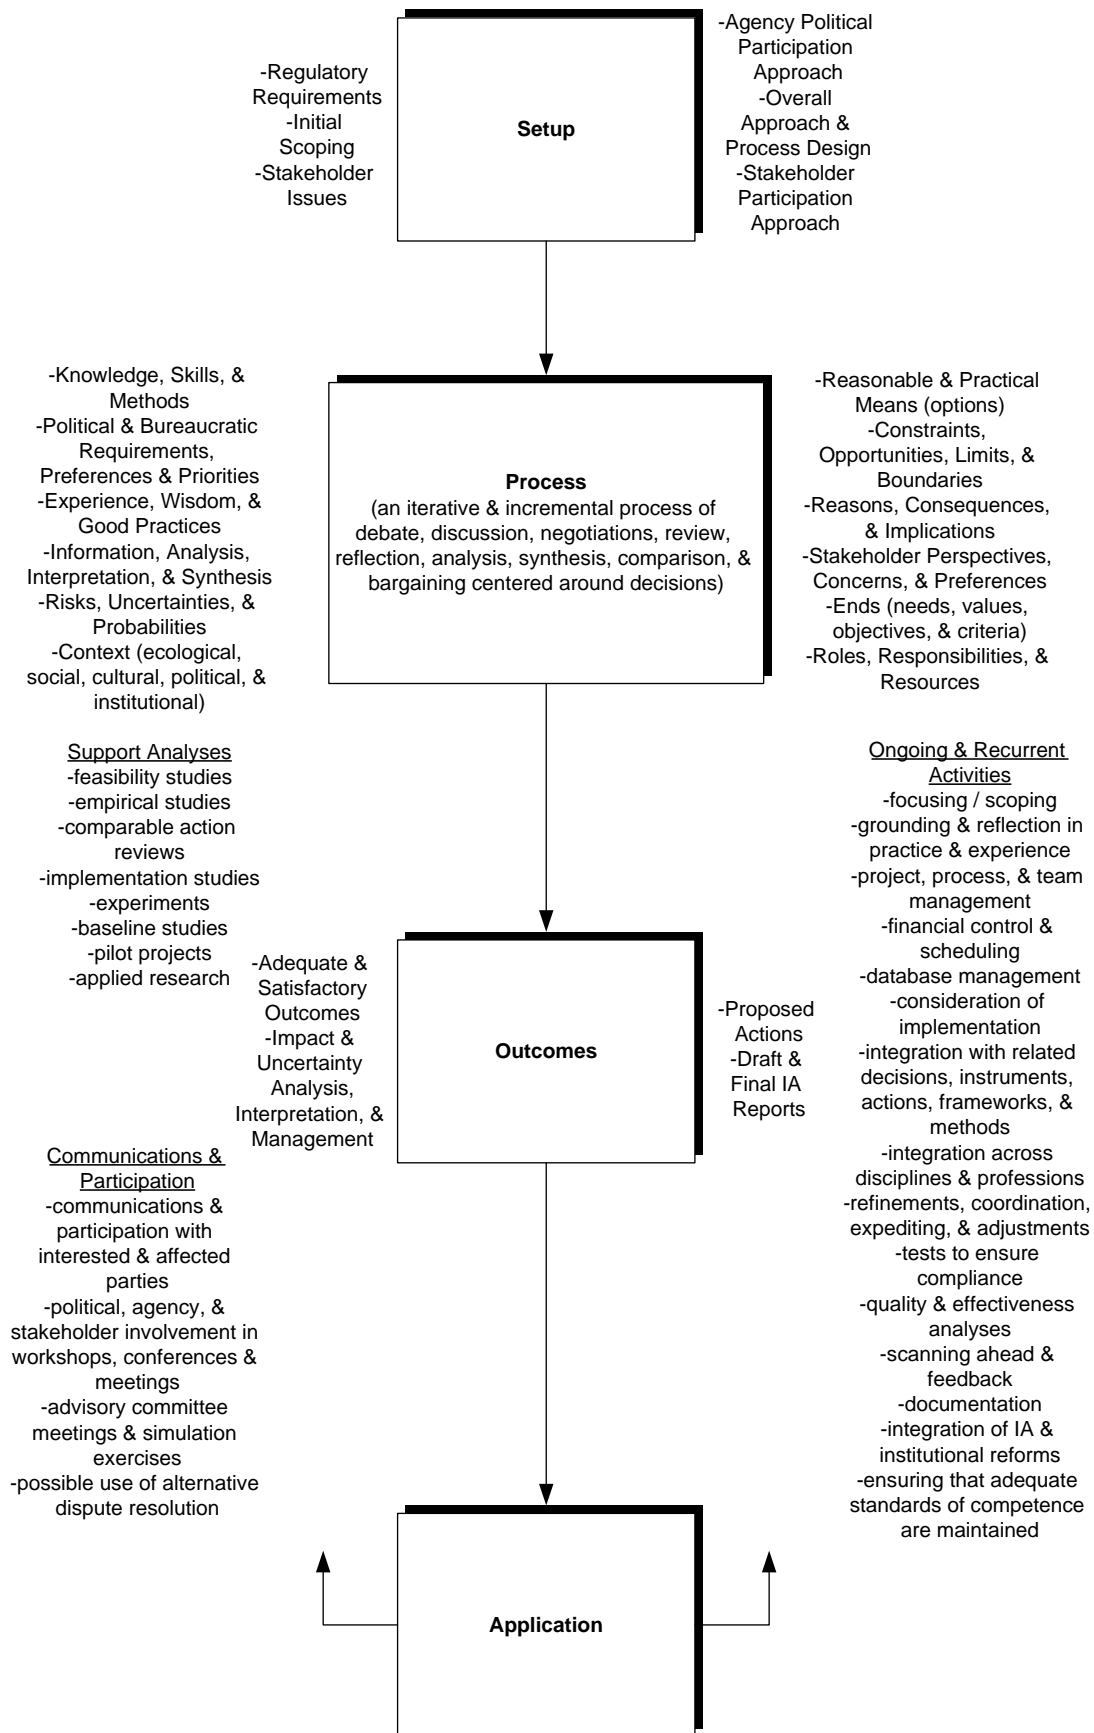 -Regulatory
Requirements
-Initial
Scoping
-Stakeholder
Issues
Setup
-Agency Political
Participation
Approach
-Overall
Approach &
Process Design
-Stakeholder
Participation
Approach
-Knowledge, Skills, &
Methods
-Political & Bureaucratic
Requirements,
Preferences & Priorities
-Experience, Wisdom, &
Good Practices
-Information, Analysis,
Interpretation, & Synthesis
-Risks, Uncertainties, &
Probabilities
-Context (ecological,
social, cultural, political, &
institutional)
Process
(an iterative & incremental process of
debate, discussion, negotiations, review,
reflection, analysis, synthesis, comparison, &
bargaining centered around decisions)
-Reasonable & Practical
Means (options)
-Constraints,
Opportunities, Limits, &
Boundaries
-Reasons, Consequences,
& Implications
-Stakeholder Perspectives,
Concerns, & Preferences
-Ends (needs, values,
objectives, & criteria)
-Roles, Responsibilities, &
Resources
Support Analyses
-feasibility studies
-empirical studies
-comparable action
reviews
-implementation studies
-experiments
-baseline studies
-pilot projects
-applied research
-Adequate &
Satisfactory
Outcomes
-Impact &
Uncertainty
Analysis,
Interpretation, &
Management
Outcomes
-Proposed
Actions
-Draft &
Final IA
Reports
Ongoing & Recurrent
Activities
-focusing / scoping
-grounding & reflection in
practice & experience
-project, process, & team
management
-financial control &
scheduling
-database management
-consideration of
implementation
-integration with related
decisions, instruments,
actions, frameworks, &
methods
-integration across
disciplines & professions
-refinements, coordination,
expediting, & adjustments
-tests to ensure
compliance
-quality & effectiveness
analyses
-scanning ahead &
feedback
-documentation
-integration of IA &
institutional reforms
-ensuring that adequate
standards of competence
are maintained
Communications &
Participation
-communications &
participation with
interested & affected
parties
-political, agency, &
stakeholder involvement in
workshops, conferences &
meetings
-advisory committee
meetings & simulation
exercises
-possible use of alternative
dispute resolution
Application